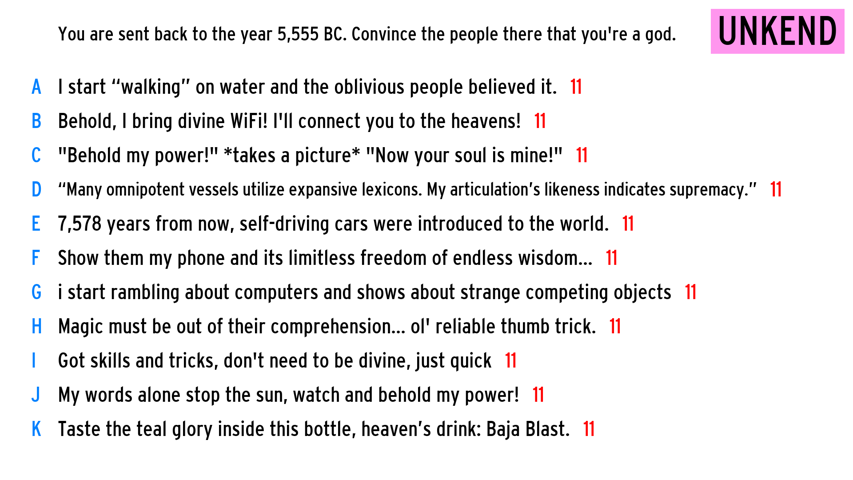 You are sent back to the year 5,555 BC. Convince the people there that you're a god.
UNKEND
A I start “walking” on water and the oblivious people believed it. 11
B Behold, I bring divine WiFi! I'll connect you to the heavens! 11
C "Behold my power!" *takes a picture* "Now your soul is mine!" 11
D “Many omnipotent vessels utilize expansive lexicons. My articulation’s likeness indicates supremacy.” 11
E 7,578 years from now, self-driving cars were introduced to the world. 11
F Show them my phone and its limitless freedom of endless wisdom... 11
G i start rambling about computers and shows about strange competing objects 11
H Magic must be out of their comprehension... ol' reliable thumb trick. 11
I Got skills and tricks, don't need to be divine, just quick 11
J My words alone stop the sun, watch and behold my power! 11
K Taste the teal glory inside this bottle, heaven’s drink: Baja Blast. 11